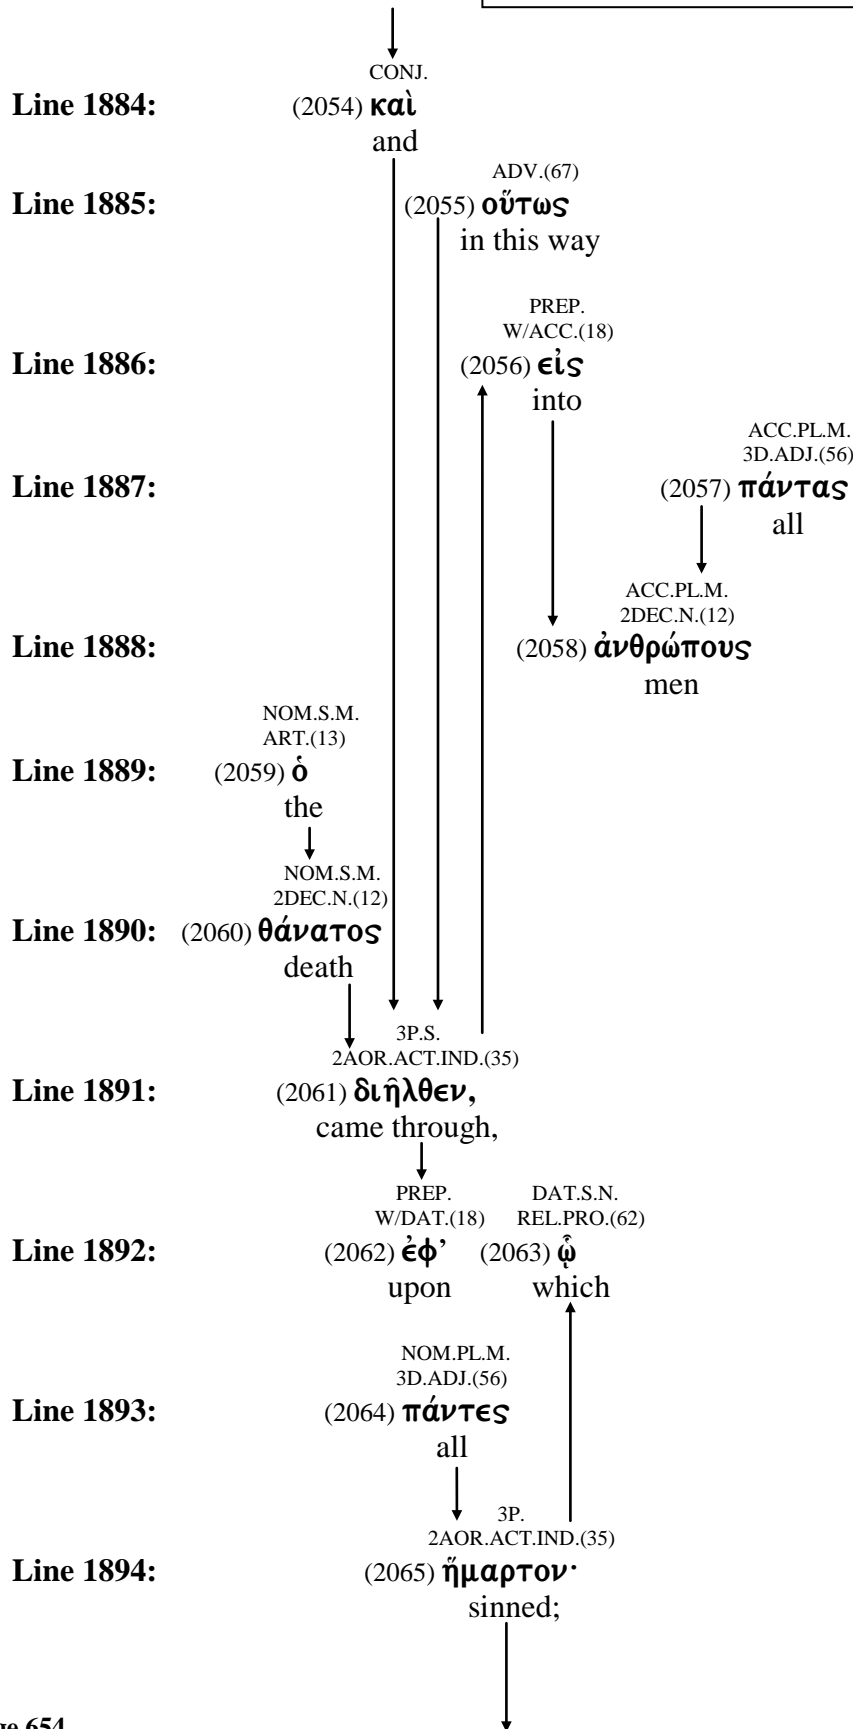 CONJ.
Line 1884: (2054) καὶ
and
ADV.(67)
Line 1885: (2055) οὕτως
in this way
PREP.
W/ACC.(18)
Line 1886: (2056) εἰς
into
ACC.PL.M.
3D.ADJ.(56)
Line 1887: (2057) πάντας
all
ACC.PL.M.
2DEC.N.(12)
Line 1888: (2058) ἀνθρώπους
men
NOM.S.M.
ART.(13)
Line 1889: (2059) ὁ
the
NOM.S.M.
2DEC.N.(12)
Line 1890: (2060) θάνατος
death
3P.S.
2AOR.ACT.IND.(35)
Line 1891: (2061) διῆλθεν,
came through,
PREP. DAT.S.N.
W/DAT.(18) REL.PRO.(62)
Line 1892: (2062) ἐφ’ (2063) ᾧ
upon which
NOM.PL.M.
3D.ADJ.(56)
Line 1893: (2064) πάντες
all
3P.
2AOR.ACT.IND.(35)
Line 1894: (2065) ἥμαρτον·
sinned;
654